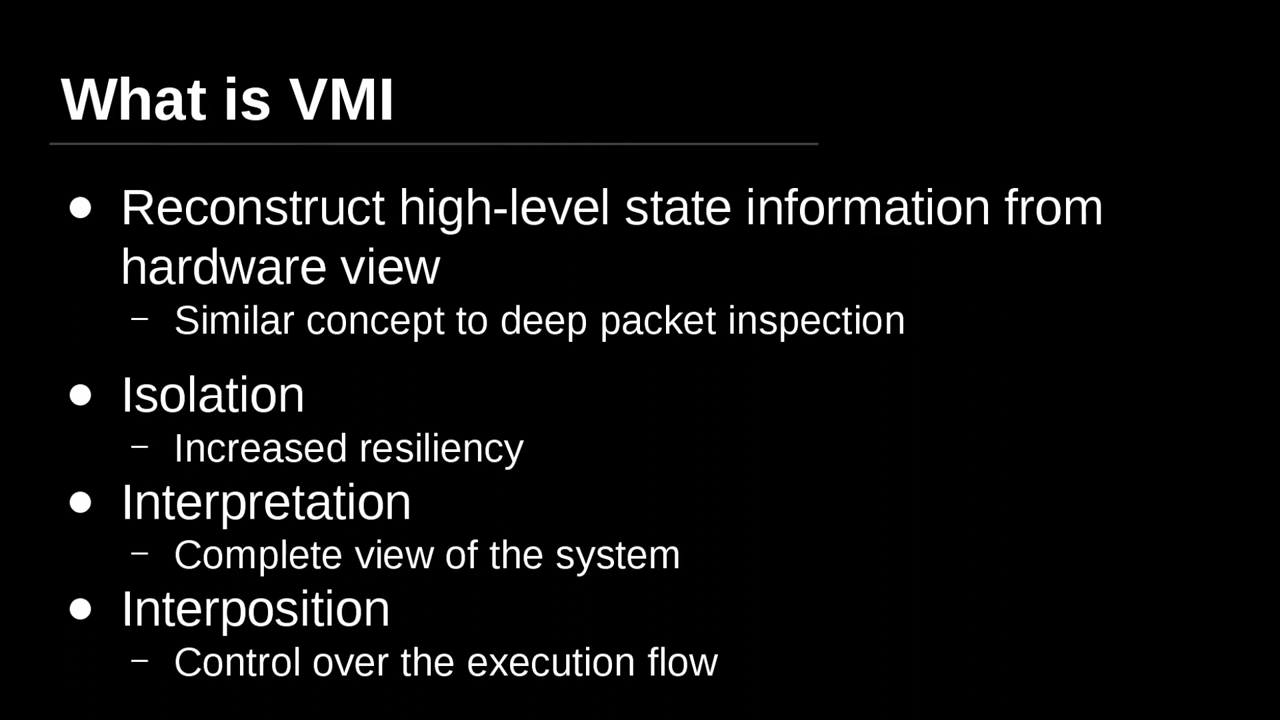 What is VMI
● Reconstruct high-level state information from
hardware view
– Similar concept to deep packet inspection
● Isolation
– Increased resiliency
● Interpretation
– Complete view of the system
● Interposition
– Control over the execution flow